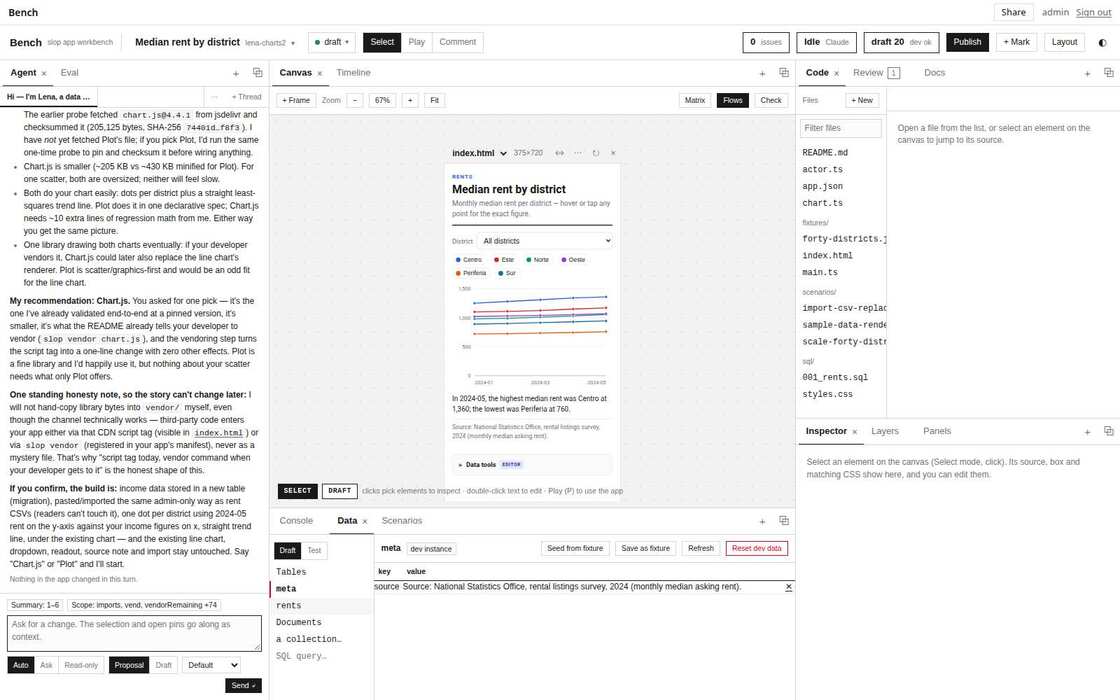 Bench
Share
admin
Sign out
Bench
slop app workbench
Median rent by district
lena-charts2
draft
Select
Play
Comment
0 issues
Idle Claude
draft 20 dev ok
Publish
+ Mark
Layout
Agent
Eval
Hi — I'm Lena, a data …
+ Thread
The earlier probe fetched chart.js@4.4.1 from jsdelivr and
checksummed it (205,125 bytes, SHA-256 74401d…f8f3). I
have not yet fetched Plot's file; if you pick Plot, I'd run the same
one-time probe to pin and checksum it before wiring anything.
Chart.js is smaller (~205 KB vs ~430 KB minified for Plot). For
one scatter, both are oversized; neither will feel slow.
Both do your chart easily: dots per district plus a straight least-
squares trend line. Plot does it in one declarative spec; Chart.js
needs ~10 extra lines of regression math from me. Either way
you get the same picture.
One library drawing both charts eventually: if your developer
vendors it, Chart.js could later also replace the line chart's
renderer. Plot is scatter/graphics-first and would be an odd fit
for the line chart.
My recommendation: Chart.js. You asked for one pick — it's the
one I've already validated end-to-end at a pinned version, it's
smaller, it's what the README already tells your developer to
vendor (slop vendor chart.js), and the vendoring step turns
the script tag into a one-line change with zero other effects. Plot
is a fine library and I'd happily use it, but nothing about your scatter
needs what only Plot offers.
One standing honesty note, so the story can't change later: I
will not hand-copy library bytes into vendor/ myself, even
though the channel technically works — third-party code enters
your app either via that CDN script tag (visible in index.html) or
via slop vendor (registered in your app's manifest), never as a
mystery file. That's why "script tag today, vendor command when
your developer gets to it" is the honest shape of this.
If you confirm, the build is: income data stored in a new table
(migration), pasted/imported the same admin-only way as rent
CSVs (readers can't touch it), one dot per district using 2024-05
rent on the y-axis against your income figures on x, straight trend
line, under the existing chart — and the existing line chart,
dropdown, readout, source note and import stay untouched. Say
"Chart.js" or "Plot" and I'll start.
Nothing in the app changed in this turn.
Summary: 1–6
Scope: imports, vend, vendorRemaining +74
Ask for a change. The selection and open pins go along as
context.
Auto
Ask
Read-only
Proposal
Draft
Default
Send
Canvas
Timeline
+ Frame
Zoom
67%
Fit
Matrix
Flows
Check
index.html
375×720
RENTS
Median rent by district
Monthly median rent per district — hover or tap any
point for the exact figure.
District
All districts
Centro
Este
Norte
Oeste
Periferia
Sur
1,500
1,000
500
0
2024-01
2024-03
2024-05
In 2024-05, the highest median rent was Centro at
1,360; the lowest was Periferia at 760.
Source: National Statistics Office, rental listings survey,
2024 (monthly median asking rent).
Data tools
EDITOR
SELECT
DRAFT
clicks pick elements to inspect · double-click text to edit · Play (P) to use the app
Console
Data
Scenarios
Draft
Test
meta
dev instance
Seed from fixture
Save as fixture
Refresh
Reset dev data
Tables
meta
rents
Documents
a collection…
SQL query…
key
value
source
Source: National Statistics Office, rental listings survey, 2024 (monthly median asking rent).
Code
Review 1
Docs
Files
+ New
Filter files
README.md
actor.ts
app.json
chart.ts
fixtures/
forty-districts.j
index.html
main.ts
scenarios/
import-csv-replac
sample-data-rende
scale-forty-distr
sql/
001_rents.sql
styles.css
Open a file from the list, or select an element on the
canvas to jump to its source.
Inspector
Layers
Panels
Select an element on the canvas (Select mode, click). Its source, box and
matching CSS show here, and you can edit them.